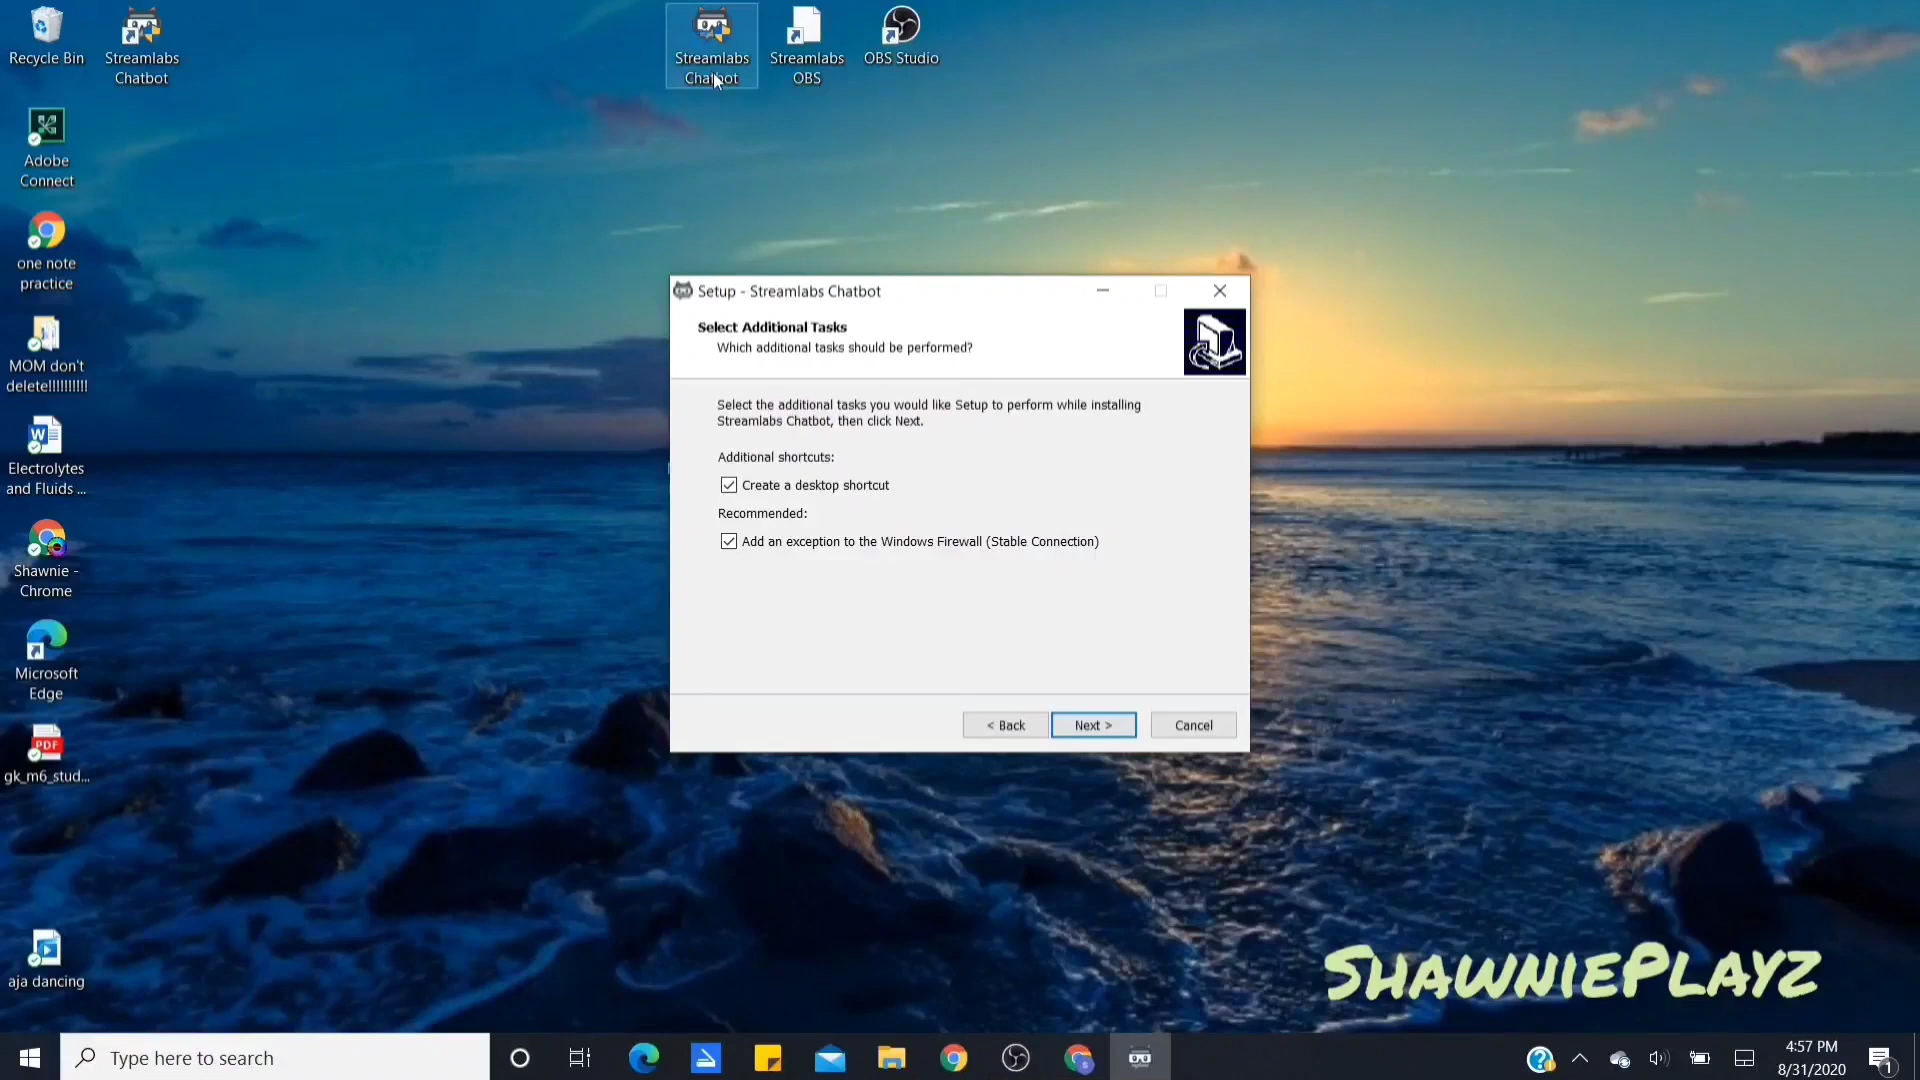 Recycle Bin
Streamlabs
Chatbot
Streamlabs
Chatbot
Streamlabs
OBS
OBS Studio
Adobe
Connect
one note
practice
MOM don't
delete!!!!!!!!!!
Electrolytes
and Fluids ...
Shawnie -
Chrome
Microsoft
Edge
PDF
gk_m6_stud...
aja dancing
Setup - Streamlabs Chatbot
Select Additional Tasks
Which additional tasks should be performed?
Select the additional tasks you would like Setup to perform while installing
Streamlabs Chatbot, then click Next.
Additional shortcuts:
Create a desktop shortcut
Recommended:
Add an exception to the Windows Firewall (Stable Connection)
< Back
Next >
Cancel
ShawniePlayz
Type here to search
4:57 PM
8/31/2020
1